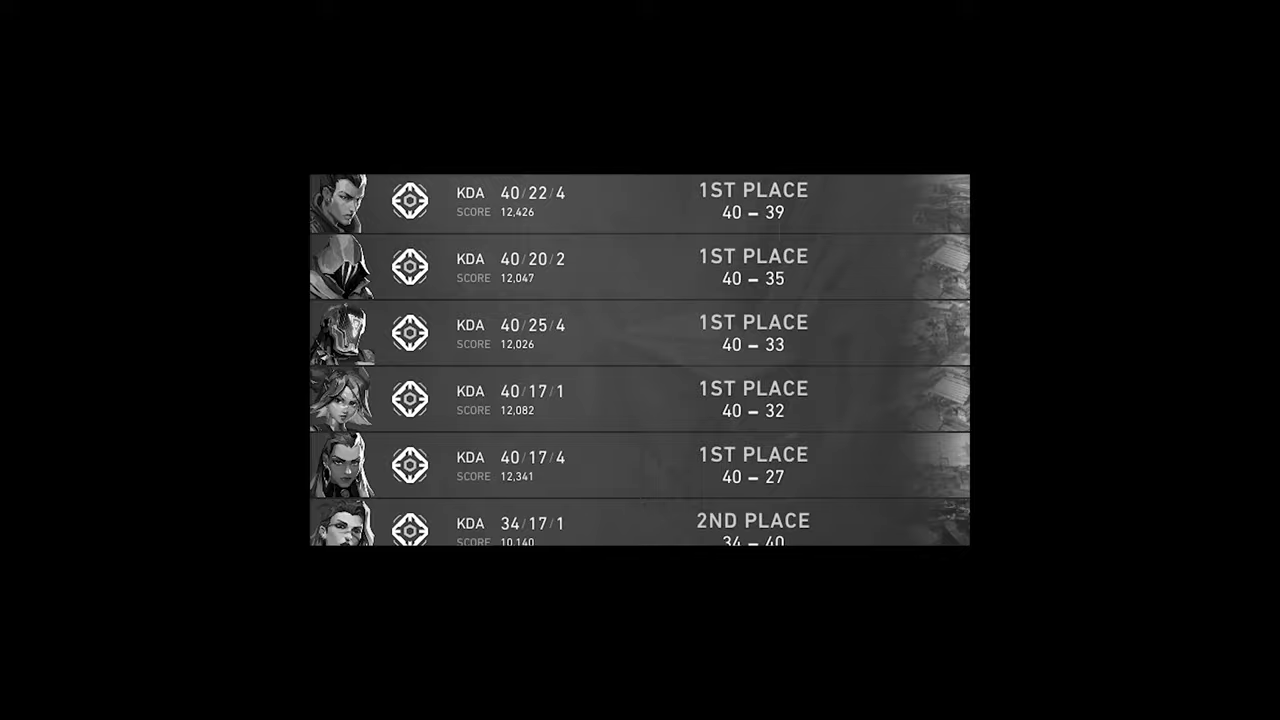 KDA 40/22/4 1ST PLACE
SCORE 12,426 40 – 39
KDA 40/20/2 1ST PLACE
SCORE 12,047 40 – 35
KDA 40/25/4 1ST PLACE
SCORE 12,026 40 – 33
KDA 40/17/1 1ST PLACE
SCORE 12,082 40 – 32
KDA 40/17/4 1ST PLACE
SCORE 12,341 40 – 27
KDA 34/17/1 2ND PLACE
SCORE 10,140 34 – 40